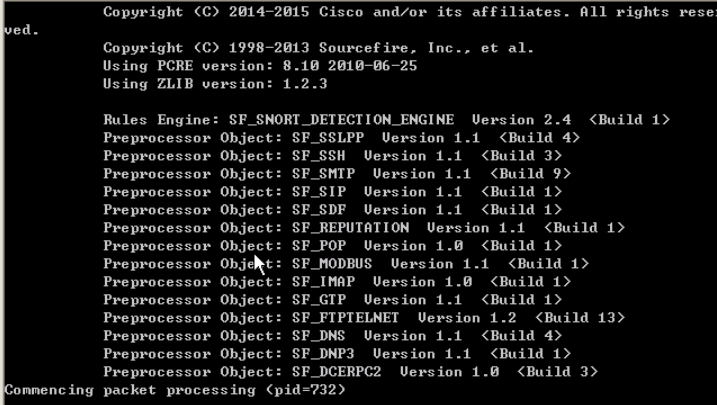 Copyright (C) 2014-2015 Cisco and/or its affiliates. All rights reser
ved.
Copyright (C) 1998-2013 Sourcefire, Inc., et al.
Using PCRE version: 8.10 2010-06-25
Using ZLIB version: 1.2.3
Rules Engine: SF_SNORT_DETECTION_ENGINE Version 2.4 <Build 1>
Preprocessor Object: SF_SSLPP Version 1.1 <Build 4>
Preprocessor Object: SF_SSH Version 1.1 <Build 3>
Preprocessor Object: SF_SMTP Version 1.1 <Build 9>
Preprocessor Object: SF_SIP Version 1.1 <Build 1>
Preprocessor Object: SF_SDF Version 1.1 <Build 1>
Preprocessor Object: SF_REPUTATION Version 1.1 <Build 1>
Preprocessor Object: SF_POP Version 1.0 <Build 1>
Preprocessor Object: SF_MODBUS Version 1.1 <Build 1>
Preprocessor Object: SF_IMAP Version 1.0 <Build 1>
Preprocessor Object: SF_GTP Version 1.1 <Build 1>
Preprocessor Object: SF_FTPTELNET Version 1.2 <Build 13>
Preprocessor Object: SF_DNS Version 1.1 <Build 4>
Preprocessor Object: SF_DNP3 Version 1.1 <Build 1>
Preprocessor Object: SF_DCERPC2 Version 1.0 <Build 3>
Commencing packet processing (pid=732)